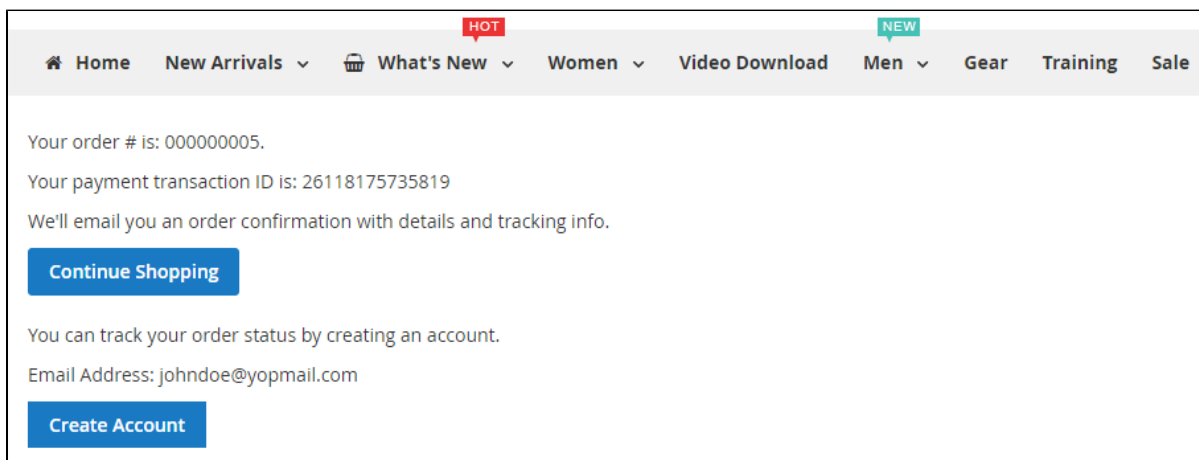 HOT NEW
Home New Arrivals What's New Women Video Download Men Gear Training Sale
Your order # is: 000000005.
Your payment transaction ID is: 26118175735819
We'll email you an order confirmation with details and tracking info.
Continue Shopping
You can track your order status by creating an account.
Email Address: johndoe@yopmail.com
Create Account